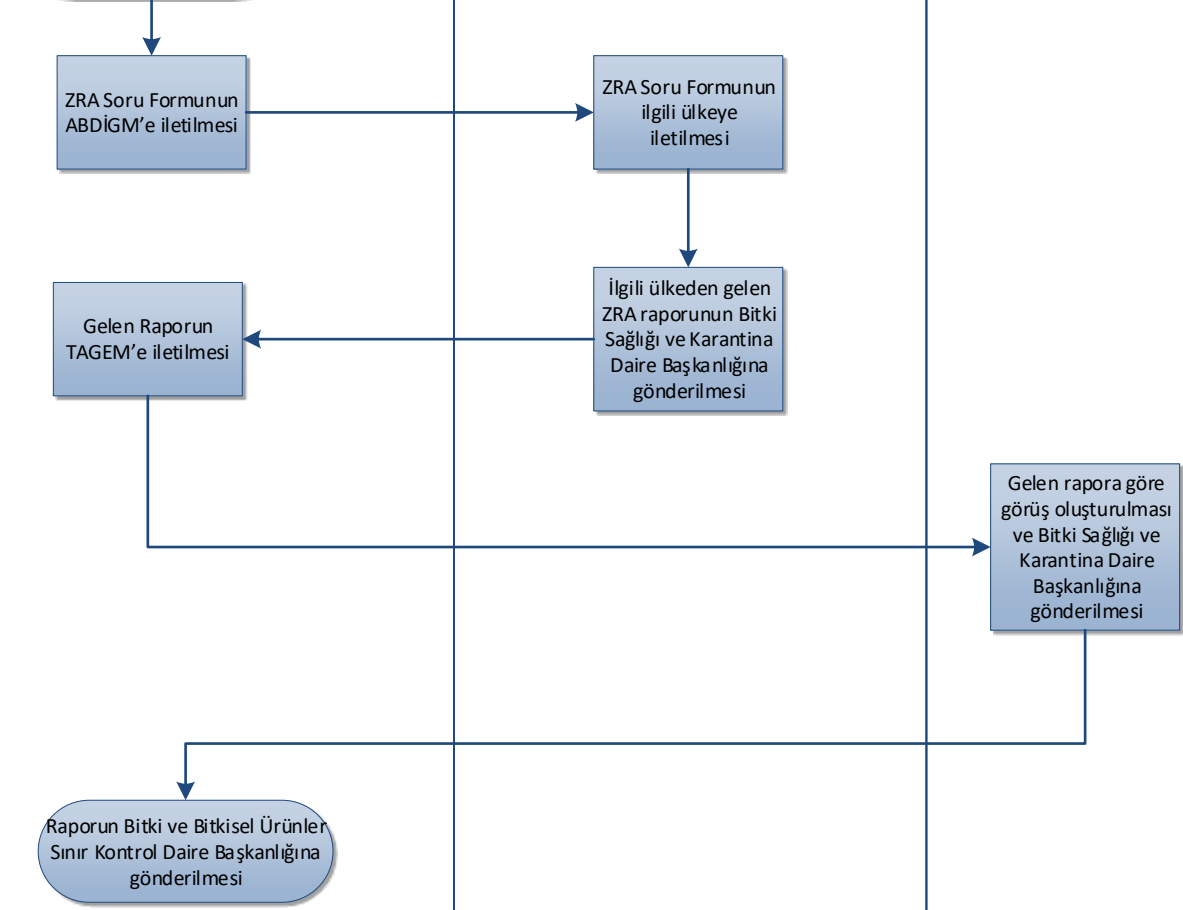 ZRA Soru Formunun
ABDİGM’e iletilmesi
ZRA Soru Formunun
ilgili ülkeye
iletilmesi
İlgili ülkeden gelen
ZRA raporunun Bitki
Sağlığı ve Karantina
Daire Başkanlığına
gönderilmesi
Gelen Raporun
TAGEM’e iletilmesi
Gelen rapora göre
görüş oluşturulması
ve Bitki Sağlığı ve
Karantina Daire
Başkanlığına
gönderilmesi
Raporun Bitki ve Bitkisel Ürünler
Sınır Kontrol Daire Başkanlığına
gönderilmesi